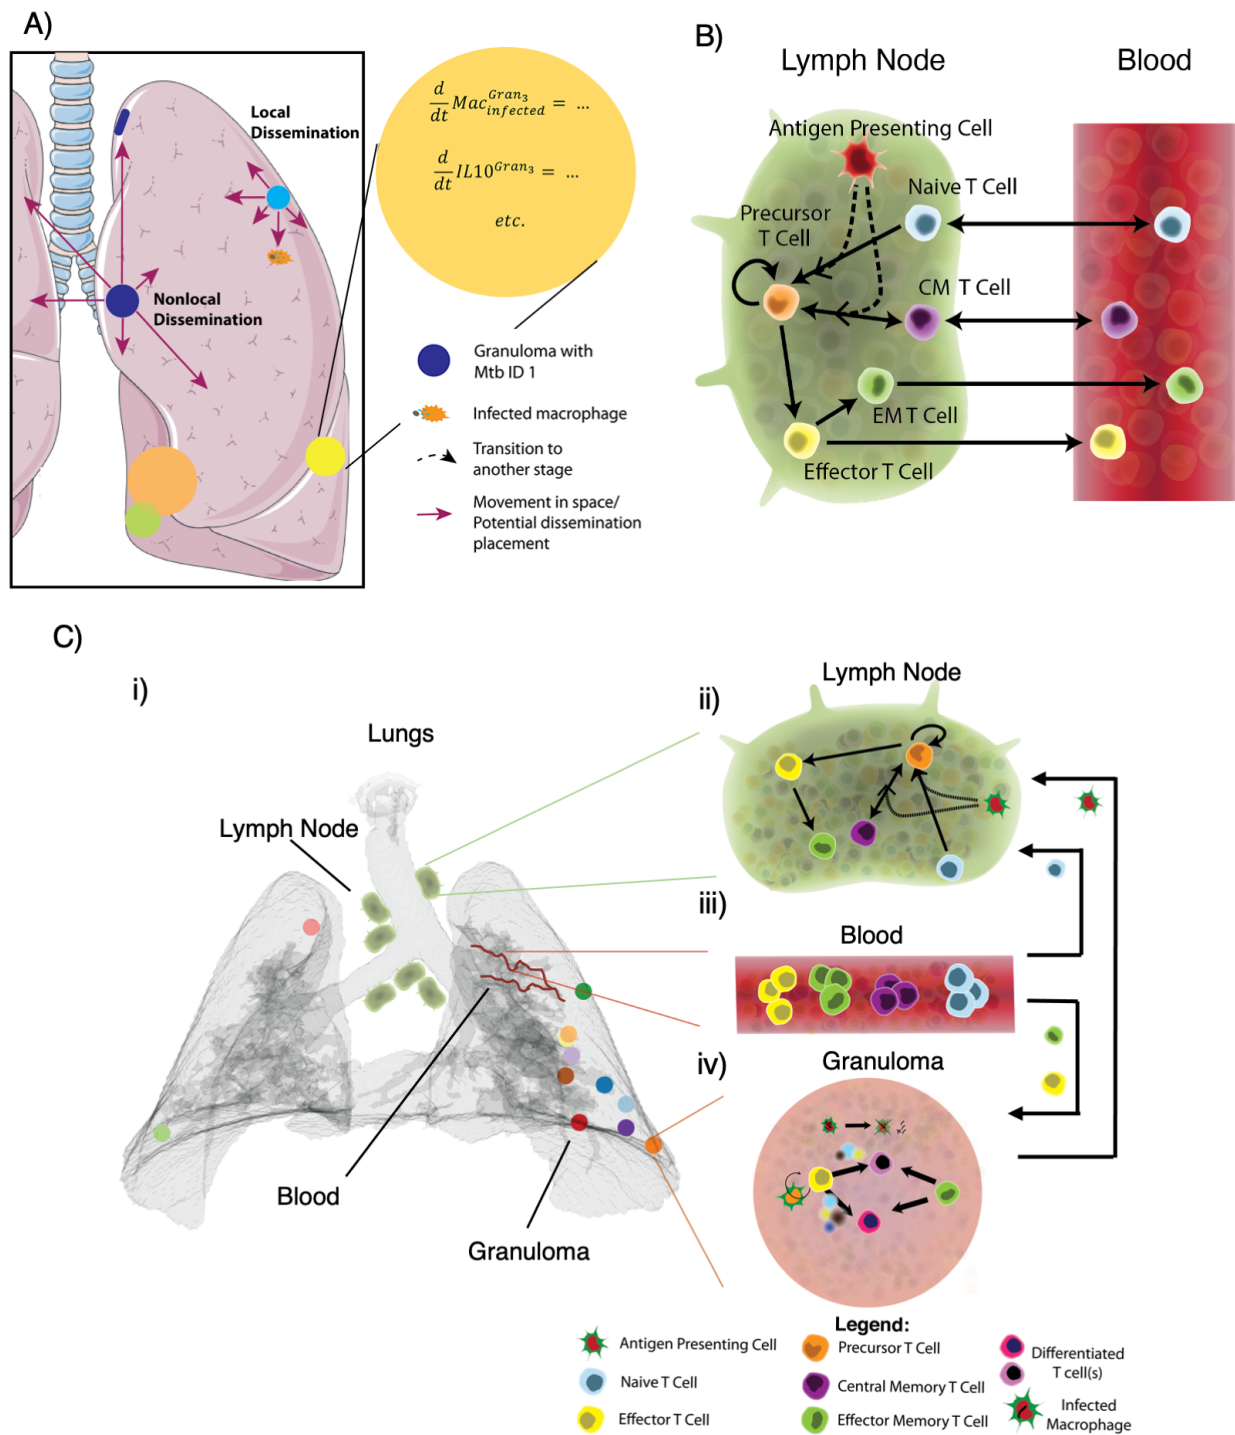 A)
Local
Dissemination
Nonlocal
Dissemination
d/dt Mac_infected^Gran3 = ...
d/dt IL10^Gran3 = ...
etc.
Granuloma with
Mtb ID 1
Infected macrophage
Transition to
another stage
Movement in space/
Potential dissemination
placement
B)
Lymph Node
Blood
Antigen Presenting Cell
Naive T Cell
Precursor
T Cell
CM T Cell
EM T Cell
Effector T Cell
C)
i)
Lungs
Lymph Node
Blood
Granuloma
ii)
Lymph Node
iii)
Blood
iv)
Granuloma
Legend:
Antigen Presenting Cell
Naive T Cell
Effector T Cell
Precursor T Cell
Central Memory T Cell
Effector Memory T Cell
Differentiated
T cell(s)
Infected
Macrophage